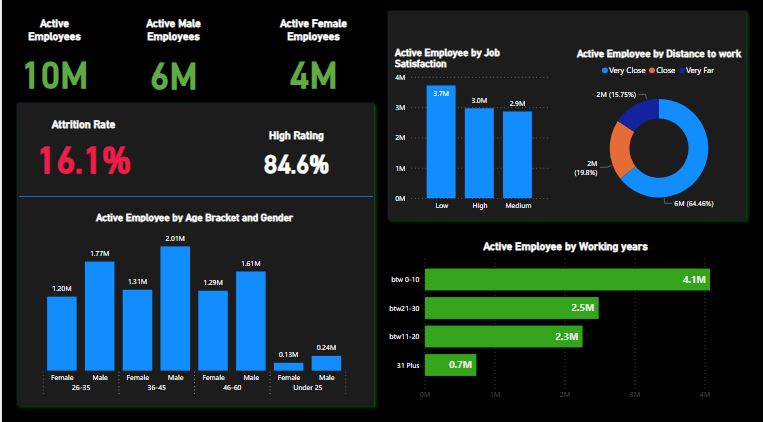 Active
Employees
Active Male
Employees
Active Female
Employees
10M
6M
4M
Attrition Rate
16.1%
High Rating
84.6%
Active Employee by Age Bracket and Gender
1.20M
1.77M
1.31M
2.01M
1.29M
1.61M
0.13M
0.24M
Female
Male
Female
Male
Female
Male
Female
Male
26-35
36-45
46-60
Under 25
Active Employee by Job
Satisfaction
4M
3M
2M
1M
0M
3.7M
3.0M
2.9M
Low
High
Medium
Active Employee by Distance to work
Very Close
Close
Very Far
2M (15.75%)
2M
(19.8%)
6M (64.46%)
Active Employee by Working years
btw 0-10
4.1M
btw21-30
2.5M
btw11-20
2.3M
31 Plus
0.7M
0M
1M
2M
3M
4M